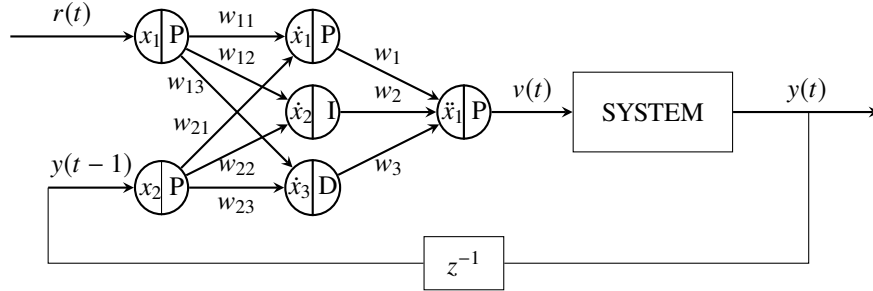 r(t)
x₁ P
w₁₁
ẋ₁ P
w₁₂
w₁
w₁₃
ẋ₂ I
w₂
ẍ₁ P
v(t)
SYSTEM
y(t)
w₂₁
y(t − 1)
x₂ P
w₂₂
w₃
w₂₃
ẋ₃ D
z⁻¹